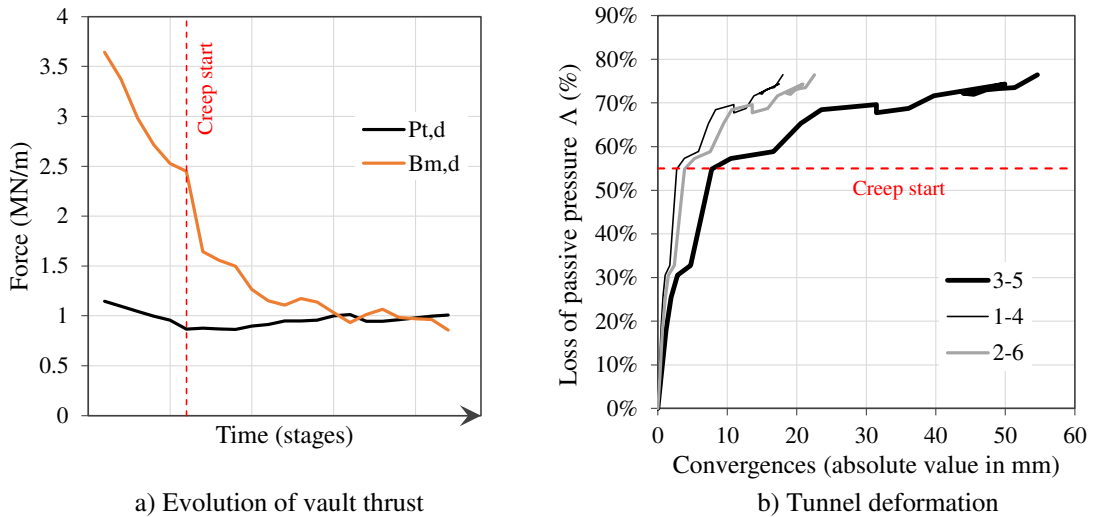 4
3.5
3
2.5
2
1.5
1
0.5
0
Force (MN/m)
Creep start
Pt,d
Bm,d
Time (stages)
a) Evolution of vault thrust
90%
80%
70%
60%
50%
40%
30%
20%
10%
0%
Loss of passive pressure Λ (%)
Creep start
3-5
1-4
2-6
0 10 20 30 40 50 60
Convergences (absolute value in mm)
b) Tunnel deformation